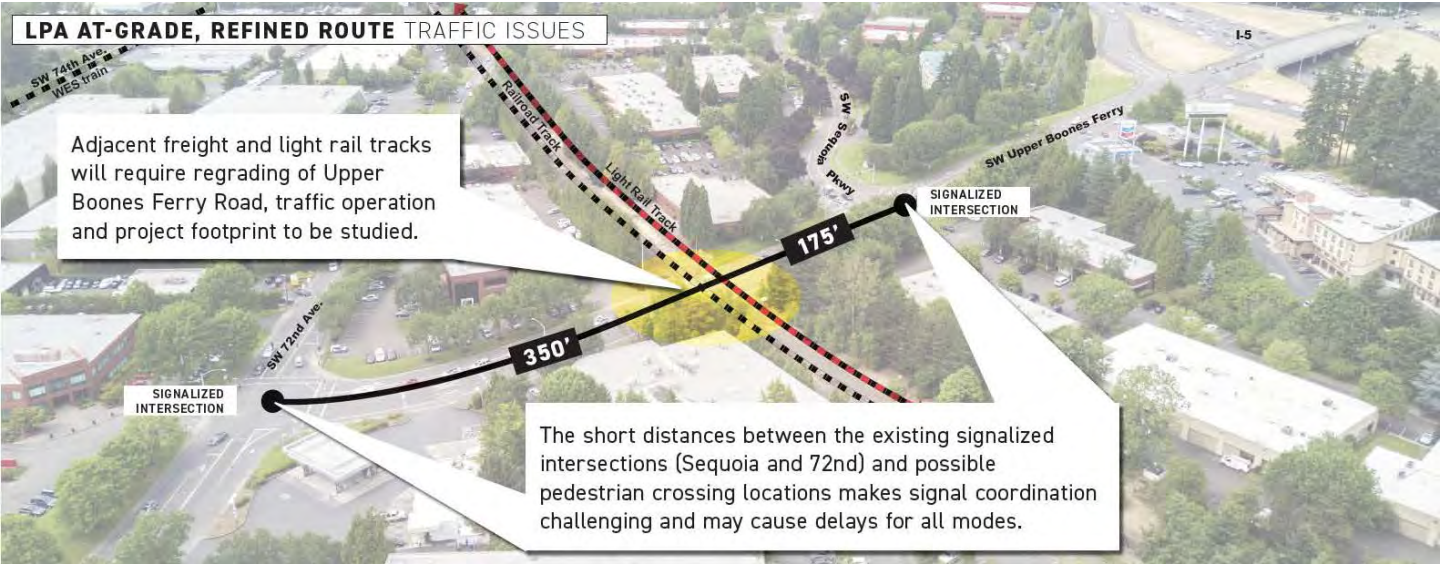 LPA AT-GRADE, REFINED ROUTE TRAFFIC ISSUES
I-5
SW 74th Ave.
WES train
Railroad Track
SW Sequoia
Pkwy
SW Upper Boones Ferry
Adjacent freight and light rail tracks
will require regrading of Upper
Boones Ferry Road, traffic operation
and project footprint to be studied.
Light Rail Track
SIGNALIZED
INTERSECTION
175’
SW 72nd Ave.
350’
SIGNALIZED
INTERSECTION
The short distances between the existing signalized
intersections (Sequoia and 72nd) and possible
pedestrian crossing locations makes signal coordination
challenging and may cause delays for all modes.